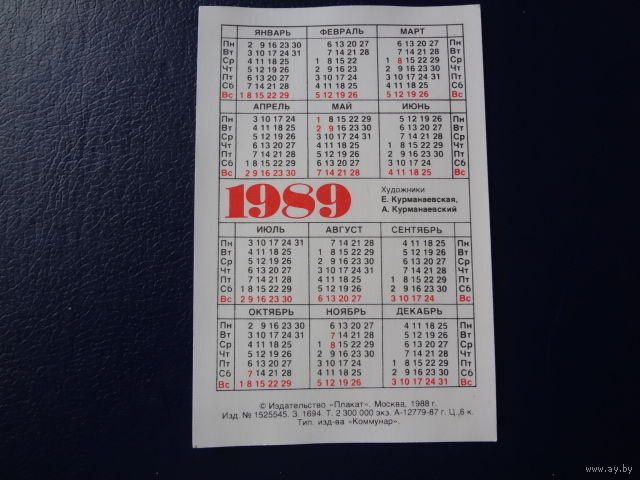 ЯНВАРЬ ФЕВРАЛЬ МАРТ
Пн 2 9 16 23 30 6 13 20 27 6 13 20 27 Пн
Вт 3 10 17 24 31 7 14 21 28 7 14 21 28 Вт
Ср 4 11 18 25 1 8 15 22 1 8 15 22 29 Ср
Чт 5 12 19 26 2 9 16 23 2 9 16 23 30 Чт
Пт 6 13 20 27 3 10 17 24 3 10 17 24 31 Пт
Сб 7 14 21 28 4 11 18 25 4 11 18 25 Сб
Вс 1 8 15 22 29 5 12 19 26 5 12 19 26 Вс
АПРЕЛЬ МАЙ ИЮНЬ
Пн 3 10 17 24 1 8 15 22 29 5 12 19 26 Пн
Вт 4 11 18 25 2 9 16 23 30 6 13 20 27 Вт
Ср 5 12 19 26 3 10 17 24 31 7 14 21 28 Ср
Чт 6 13 20 27 4 11 18 25 1 8 15 22 29 Чт
Пт 7 14 21 28 5 12 19 26 2 9 16 23 30 Пт
Сб 1 8 15 22 29 6 13 20 27 3 10 17 24 Сб
Вс 2 9 16 23 30 7 14 21 28 4 11 18 25 Вс
1989
Художники
Е. Курманаевская,
А. Курманаевский
ИЮЛЬ АВГУСТ СЕНТЯБРЬ
Пн 3 10 17 24 31 7 14 21 28 4 11 18 25 Пн
Вт 4 11 18 25 1 8 15 22 29 5 12 19 26 Вт
Ср 5 12 19 26 2 9 16 23 30 6 13 20 27 Ср
Чт 6 13 20 27 3 10 17 24 31 7 14 21 28 Чт
Пт 7 14 21 28 4 11 18 25 1 8 15 22 29 Пт
Сб 1 8 15 22 29 5 12 19 26 2 9 16 23 30 Сб
Вс 2 9 16 23 30 6 13 20 27 3 10 17 24 Вс
ОКТЯБРЬ НОЯБРЬ ДЕКАБРЬ
Пн 2 9 16 23 30 6 13 20 27 4 11 18 25 Пн
Вт 3 10 17 24 31 7 14 21 28 5 12 19 26 Вт
Ср 4 11 18 25 1 8 15 22 29 6 13 20 27 Ср
Чт 5 12 19 26 2 9 16 23 30 7 14 21 28 Чт
Пт 6 13 20 27 3 10 17 24 1 8 15 22 29 Пт
Сб 7 14 21 28 4 11 18 25 2 9 16 23 30 Сб
Вс 1 8 15 22 29 5 12 19 26 3 10 17 24 31 Вс
© Издательство «Плакат». Москва, 1988 г.
Изд. № 1525545. З. 1694. Т. 2 300 000 экз. А-12779-87 г. Ц. 6 к.
Тип. изд-ва «Коммунар».
www.ay.by